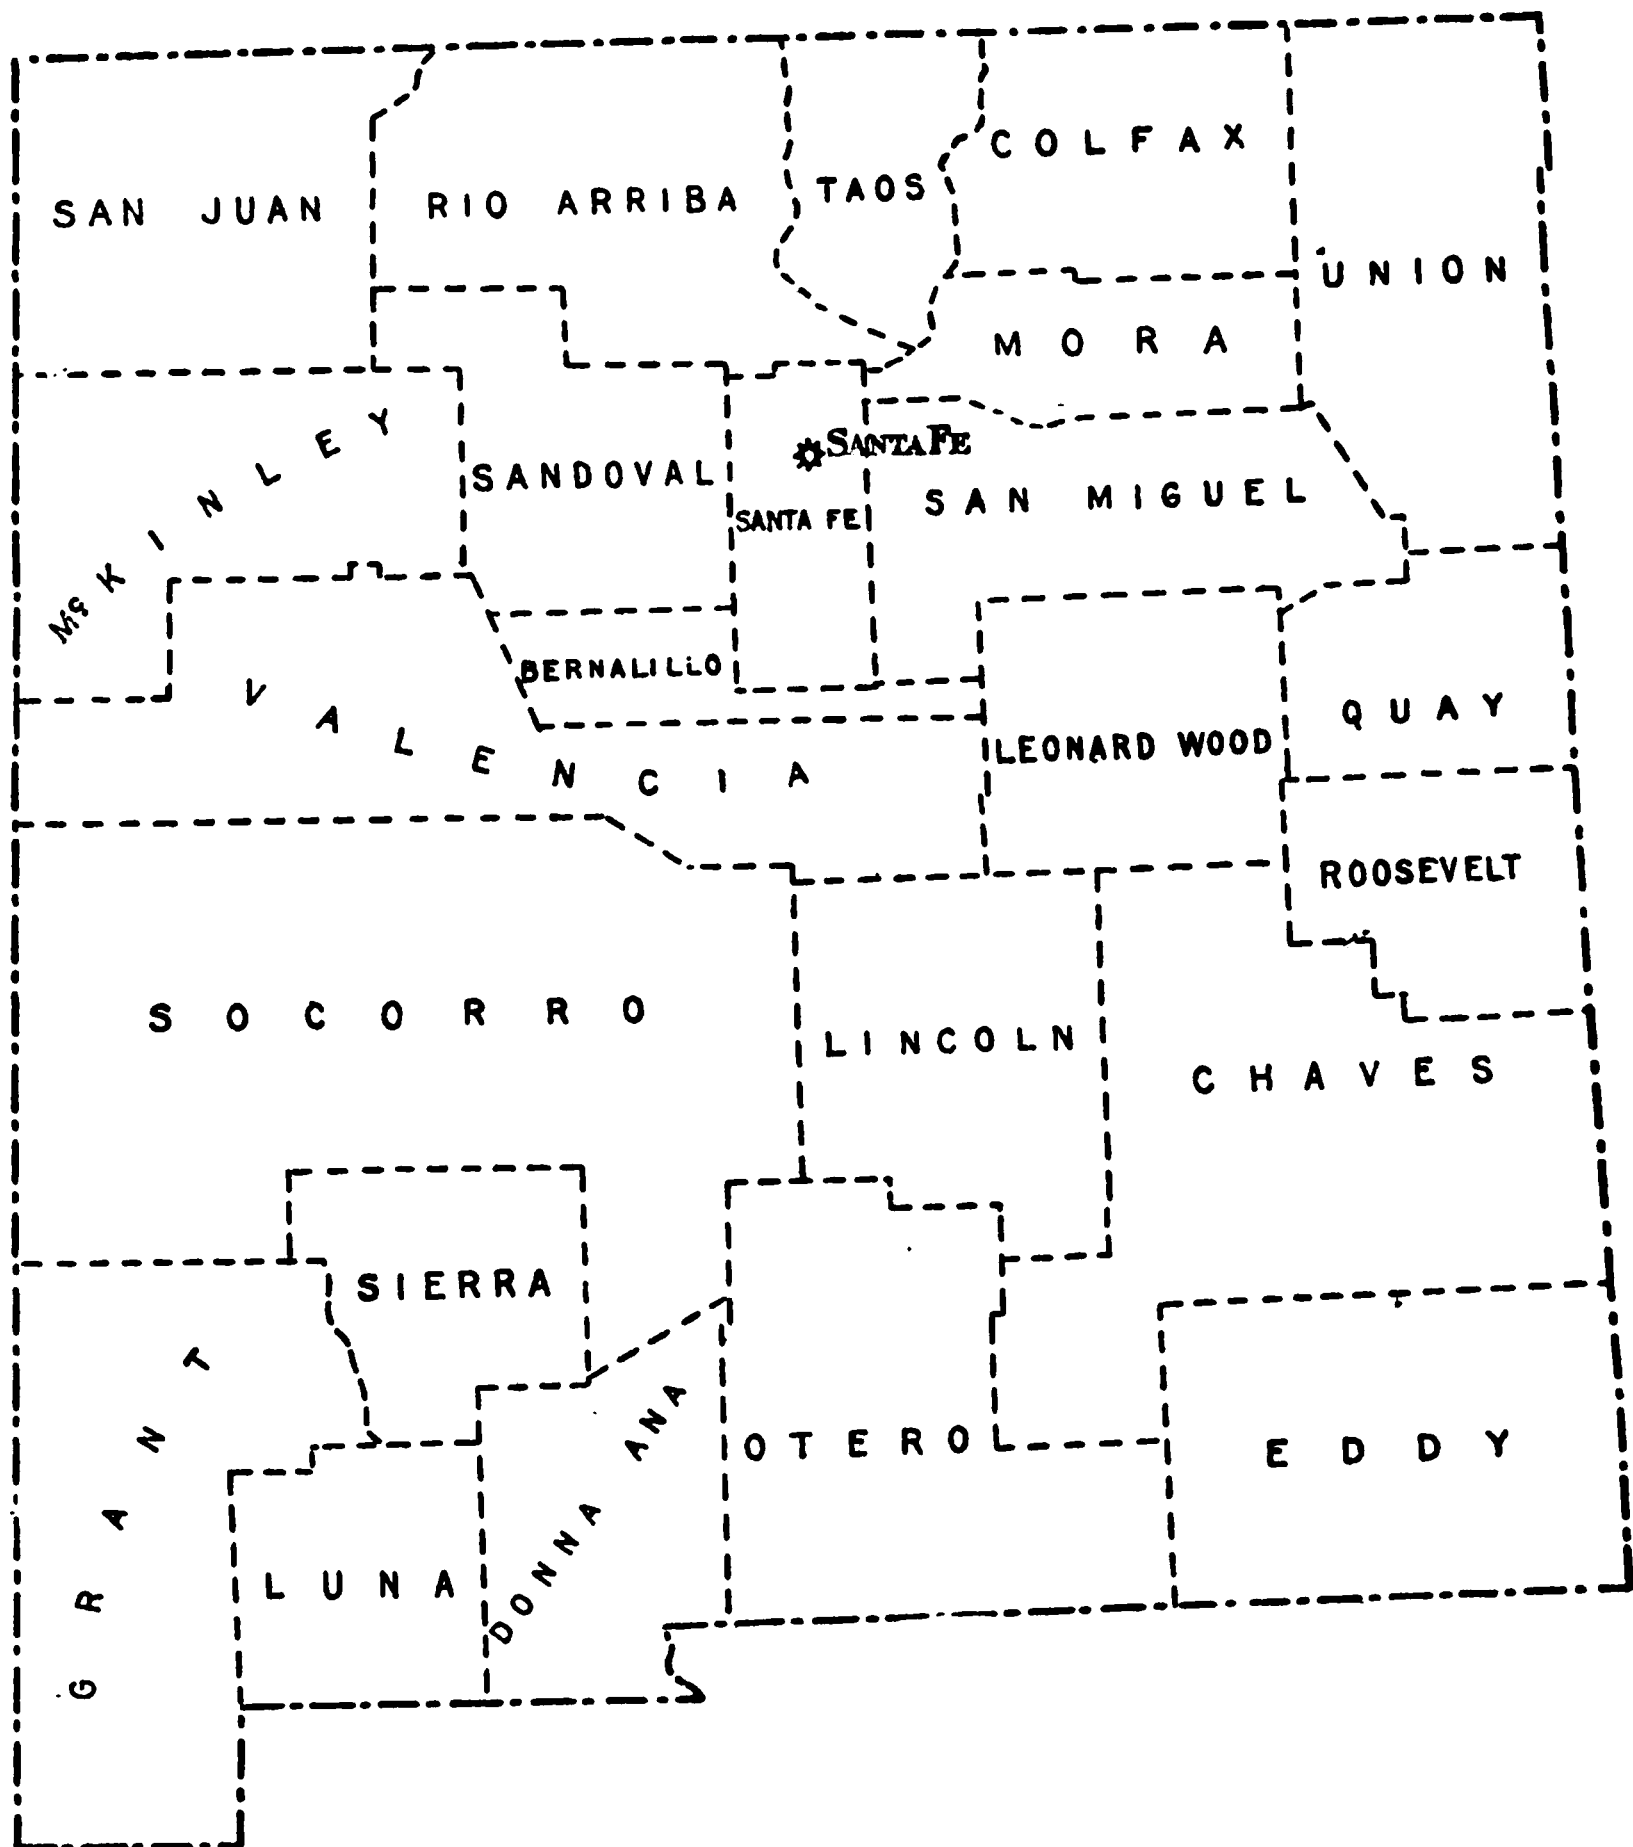 COLFAX
SAN JUAN
RIO ARRIBA
TAOS
UNION
MORA
McKINLEY
SANDOVAL
SANTA FE
SANTA FE
SAN MIGUEL
BERNALILLO
VALENCIA
LEONARD WOOD
QUAY
ROOSEVELT
SOCORRO
LINCOLN
CHAVES
SIERRA
GRANT
DONNA ANA
OTERO
EDDY
LUNA